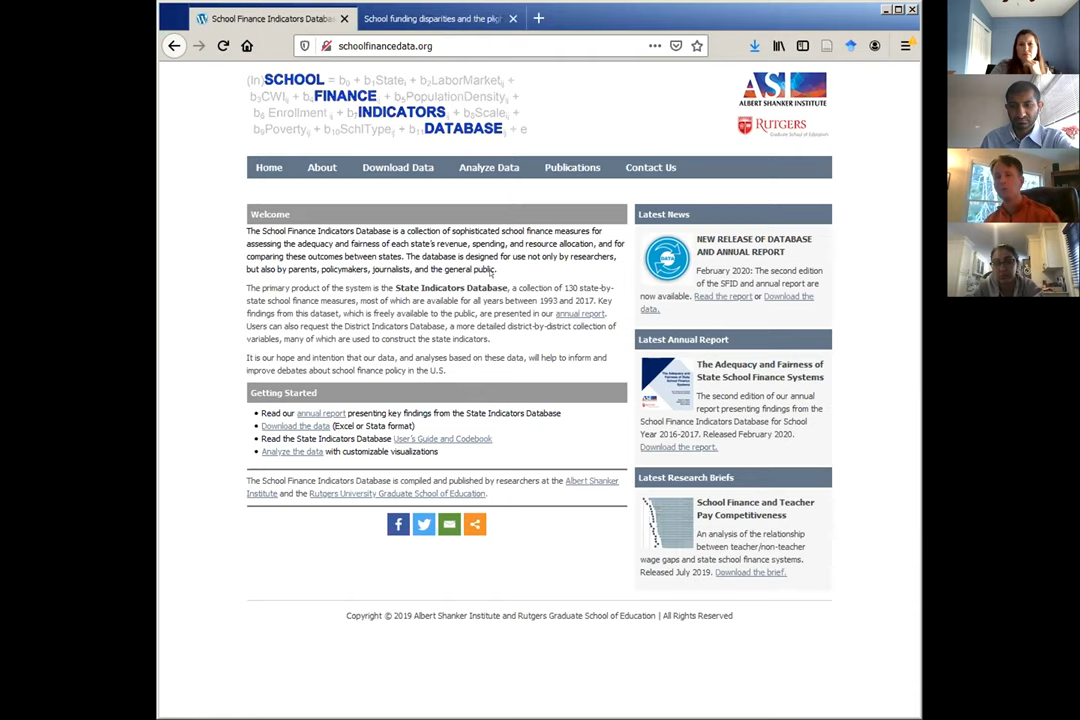 School Finance Indicators Databa
School funding disparities and the pligh
schoolfinancedata.org
(ln)SCHOOL = b0 + b1Stateij + b2LaborMarketij +
b3CWIij + b4FINANCE + b5PopulationDensityij +
b6 EnrollmentijINDICATORS + b8Scaleij +
b9Povertyij + b10SchlType + b11DATABASE + e
ASI
ALBERT SHANKER INSTITUTE
RUTGERS
Graduate School of Education
Home About Download Data Analyze Data Publications Contact Us
Welcome
The School Finance Indicators Database is a collection of sophisticated school finance measures for
assessing the adequacy and fairness of each state's revenue, spending, and resource allocation, and for
comparing these outcomes between states. The database is designed for use not only by researchers,
but also by parents, policymakers, journalists, and the general public.
The primary product of the system is the State Indicators Database, a collection of 130 state-by-
state school finance measures, most of which are available for all years between 1993 and 2017. Key
findings from this dataset, which is freely available to the public, are presented in our annual report.
Users can also request the District Indicators Database, a more detailed district-by-district collection of
variables, many of which are used to construct the state indicators.
It is our hope and intention that our data, and analyses based on these data, will help to inform and
improve debates about school finance policy in the U.S.
Getting Started
Read our annual report presenting key findings from the State Indicators Database
Download the data (Excel or Stata format)
Read the State Indicators Database User's Guide and Codebook
Analyze the data with customizable visualizations
The School Finance Indicators Database is compiled and published by researchers at the Albert Shanker
Institute and the Rutgers University Graduate School of Education.
Latest News
DATA
NEW RELEASE OF DATABASE
AND ANNUAL REPORT
February 2020: The second edition
of the SFID and annual report are
now available. Read the report or Download the
data.
Latest Annual Report
The Adequacy and Fairness of
State School Finance Systems
The second edition of our annual
report presenting findings from the
School Finance Indicators Database for School
Year 2016-2017. Released February 2020.
Download the report.
Latest Research Briefs
School Finance and Teacher
Pay Competitiveness
An analysis of the relationship
between teacher/non-teacher
wage gaps and state school finance systems.
Released July 2019. Download the brief.
Copyright © 2019 Albert Shanker Institute and Rutgers Graduate School of Education | All Rights Reserved